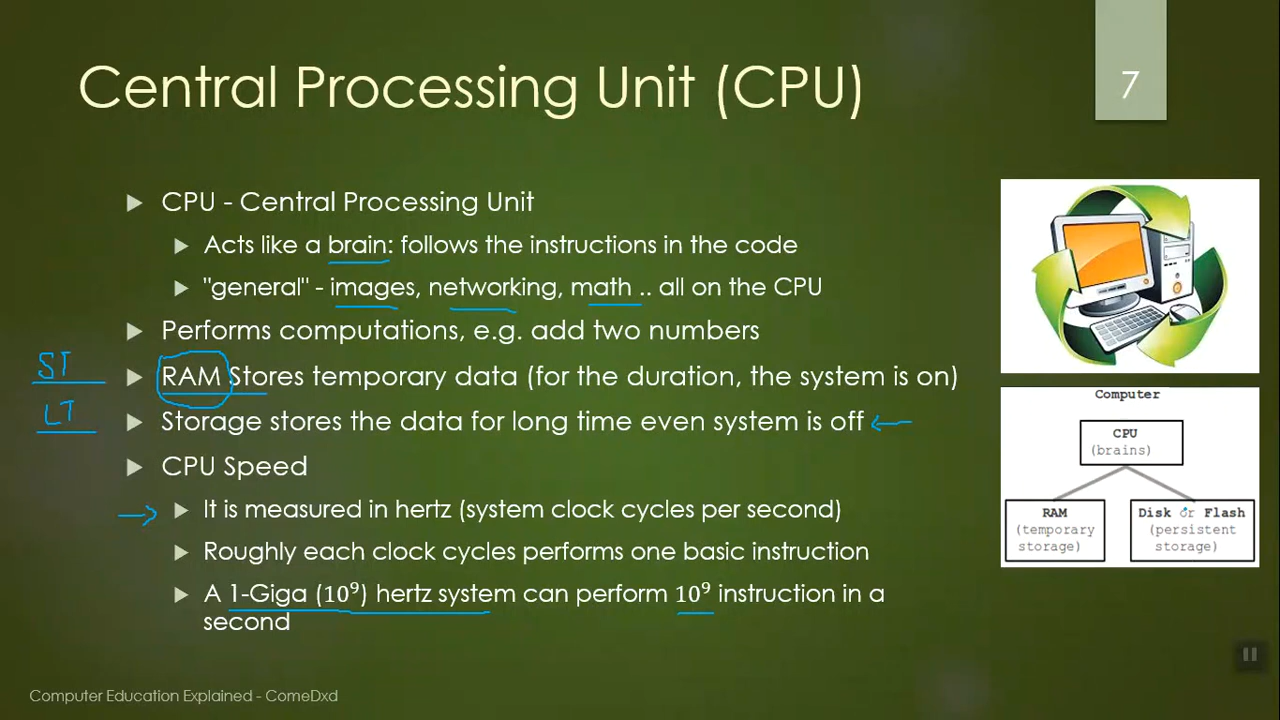 Central Processing Unit (CPU)
7
CPU - Central Processing Unit
Acts like a brain: follows the instructions in the code
"general" - images, networking, math .. all on the CPU
Performs computations, e.g. add two numbers
ST
RAM Stores temporary data (for the duration, the system is on)
LT
Storage stores the data for long time even system is off
CPU Speed
It is measured in hertz (system clock cycles per second)
Roughly each clock cycles performs one basic instruction
A 1-Giga (10⁹) hertz system can perform 10⁹ instruction in a
second
Computer
CPU
(brains)
RAM
(temporary
storage)
Disk or Flash
(persistent
storage)
Computer Education Explained - ComeDxd